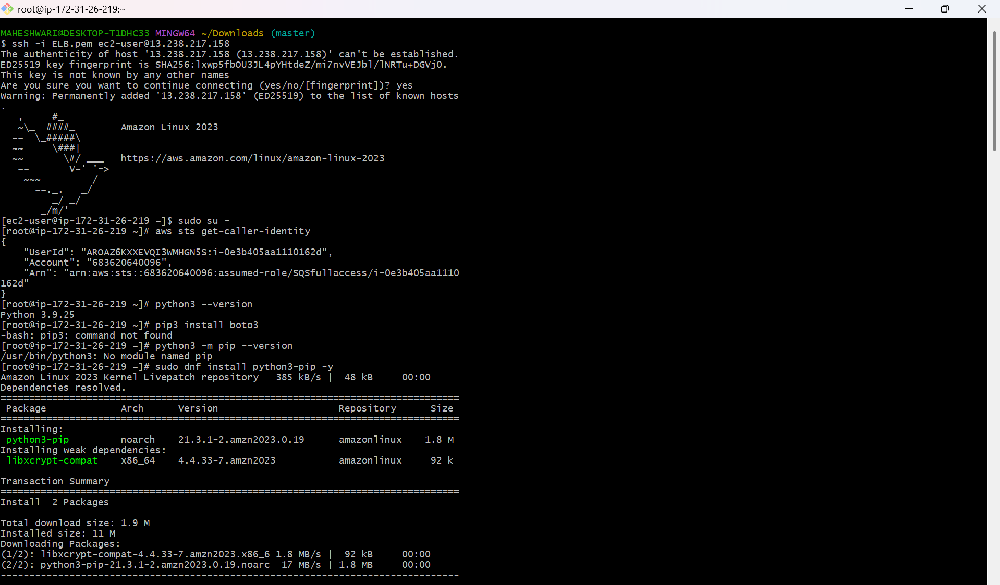 root@ip-172-31-26-219:~
MAHESHWARI@DESKTOP-T1DHC33 MINGW64 ~/Downloads (master)
$ ssh -i ELB.pem ec2-user@13.238.217.158
The authenticity of host '13.238.217.158 (13.238.217.158)' can't be established.
ED25519 key fingerprint is SHA256:lxwp5fbOU3JL4pYHtdeZ/mi7nvVEJbl/lNRTu+DGVj0.
This key is not known by any other names
Are you sure you want to continue connecting (yes/no/[fingerprint])? yes
Warning: Permanently added '13.238.217.158' (ED25519) to the list of known hosts
.
   ,     #_
   ~\_  ####_        Amazon Linux 2023
  ~~  \_#####\
  ~~     \###|
  ~~       \#/ ___   https://aws.amazon.com/linux/amazon-linux-2023
   ~~       V~' '->
    ~~~         /
      ~~._.   _/
         _/ _/
       _/m/'
[ec2-user@ip-172-31-26-219 ~]$ sudo su -
[root@ip-172-31-26-219 ~]# aws sts get-caller-identity
{
    "UserId": "AROAZ6KXXEVQI3WMHGN5S:i-0e3b405aa1110162d",
    "Account": "683620640096",
    "Arn": "arn:aws:sts::683620640096:assumed-role/SQSfullaccess/i-0e3b405aa1110
162d"
}
[root@ip-172-31-26-219 ~]# python3 --version
Python 3.9.25
[root@ip-172-31-26-219 ~]# pip3 install boto3
-bash: pip3: command not found
[root@ip-172-31-26-219 ~]# python3 -m pip --version
/usr/bin/python3: No module named pip
[root@ip-172-31-26-219 ~]# sudo dnf install python3-pip -y
Amazon Linux 2023 Kernel Livepatch repository   385 kB/s |  48 kB     00:00
Dependencies resolved.
================================================================================
 Package             Arch      Version                     Repository      Size
================================================================================
Installing:
 python3-pip         noarch    21.3.1-2.amzn2023.0.19      amazonlinux    1.8 M
Installing weak dependencies:
 libxcrypt-compat    x86_64    4.4.33-7.amzn2023           amazonlinux     92 k

Transaction Summary
================================================================================
Install  2 Packages

Total download size: 1.9 M
Installed size: 11 M
Downloading Packages:
(1/2): libxcrypt-compat-4.4.33-7.amzn2023.x86_6 1.8 MB/s |  92 kB     00:00
(2/2): python3-pip-21.3.1-2.amzn2023.0.19.noarc  17 MB/s | 1.8 MB     00:00
--------------------------------------------------------------------------------